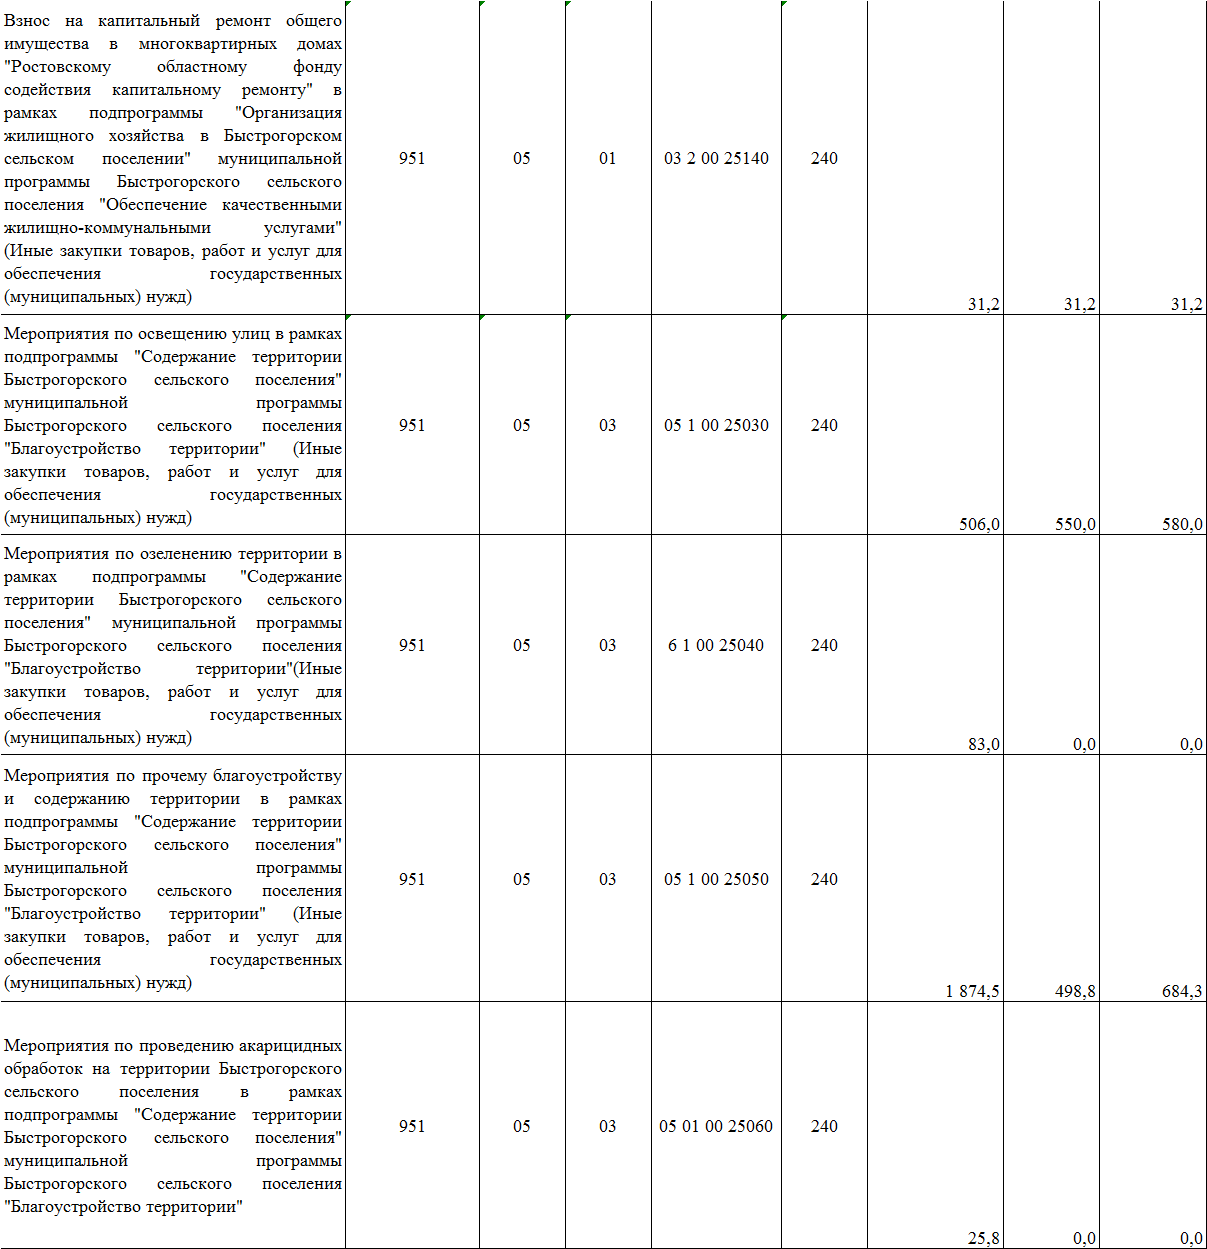 Взнос на капитальный ремонт общего
имущества в многоквартирных домах
"Ростовскому областному фонду
содействия капитальному ремонту" в
рамках подпрограммы "Организация
жилищного хозяйства в Быстрогорском
сельском поселении" муниципальной
программы Быстрогорского сельского
поселения "Обеспечение качественными
жилищно-коммунальными услугами"
(Иные закупки товаров, работ и услуг для
обеспечения государственных
(муниципальных) нужд)
951 05 01 03 2 00 25140 240
31,2 31,2 31,2
Мероприятия по освещению улиц в рамках
подпрограммы "Содержание территории
Быстрогорского сельского поселения"
муниципальной программы
Быстрогорского сельского поселения
"Благоустройство территории" (Иные
закупки товаров, работ и услуг для
обеспечения государственных
(муниципальных) нужд)
951 05 03 05 1 00 25030 240
506,0 550,0 580,0
Мероприятия по озеленению территории в
рамках подпрограммы "Содержание
территории Быстрогорского сельского
поселения" муниципальной программы
Быстрогорского сельского поселения
"Благоустройство территории"(Иные
закупки товаров, работ и услуг для
обеспечения государственных
(муниципальных) нужд)
951 05 03 6 1 00 25040 240
83,0 0,0 0,0
Мероприятия по прочему благоустройству
и содержанию территории в рамках
подпрограммы "Содержание территории
Быстрогорского сельского поселения"
муниципальной программы
Быстрогорского сельского поселения
"Благоустройство территории" (Иные
закупки товаров, работ и услуг для
обеспечения государственных
(муниципальных) нужд)
951 05 03 05 1 00 25050 240
1 874,5 498,8 684,3
Мероприятия по проведению акарицидных
обработок на территории Быстрогорского
сельского поселения в рамках
подпрограммы "Содержание территории
Быстрогорского сельского поселения"
муниципальной программы
Быстрогорского сельского поселения
"Благоустройство территории"
951 05 03 05 01 00 25060 240
25,8 0,0 0,0